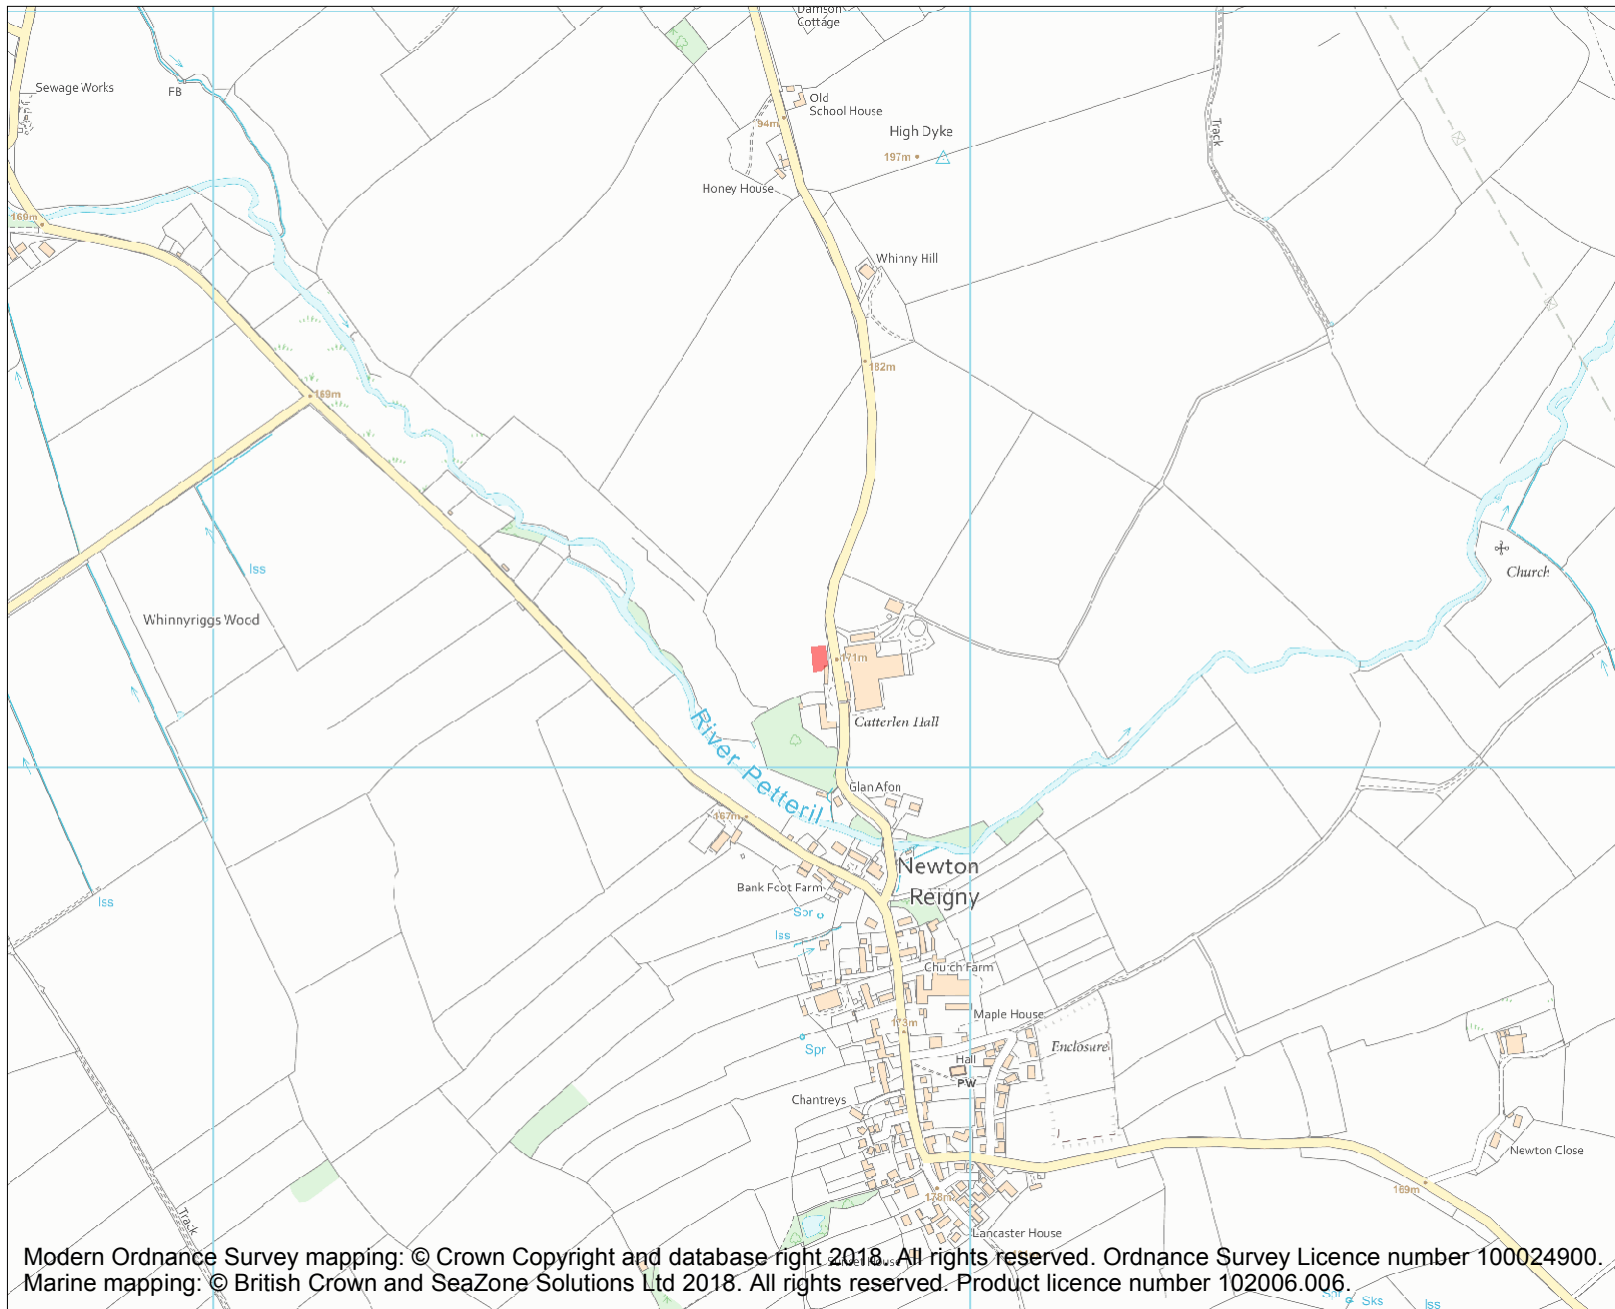 Damson
Cottage
Sewage Works
FB
Old
School House
94m
High Dyke
197m
Track
Honey House
169m
Whinny Hill
182m
169m
Iss
Church
Whinnyriggs Wood
171m
Catterlen Hall
River Petteril
Glan Afon
167m
Newton
Reigny
Bank Foot Farm
Iss
Spr
Iss
Church Farm
Maple House
173m
Enclosure
Spr
Hall
PW
Chantreys
Newton Close
169m
178m
Track
Lancaster House
Sunset House
Modern Ordnance Survey mapping: © Crown Copyright and database right 2018. All rights reserved. Ordnance Survey Licence number 100024900.
Marine mapping: © British Crown and SeaZone Solutions Ltd 2018. All rights reserved. Product licence number 102006.006.
Spr
Sks
Iss